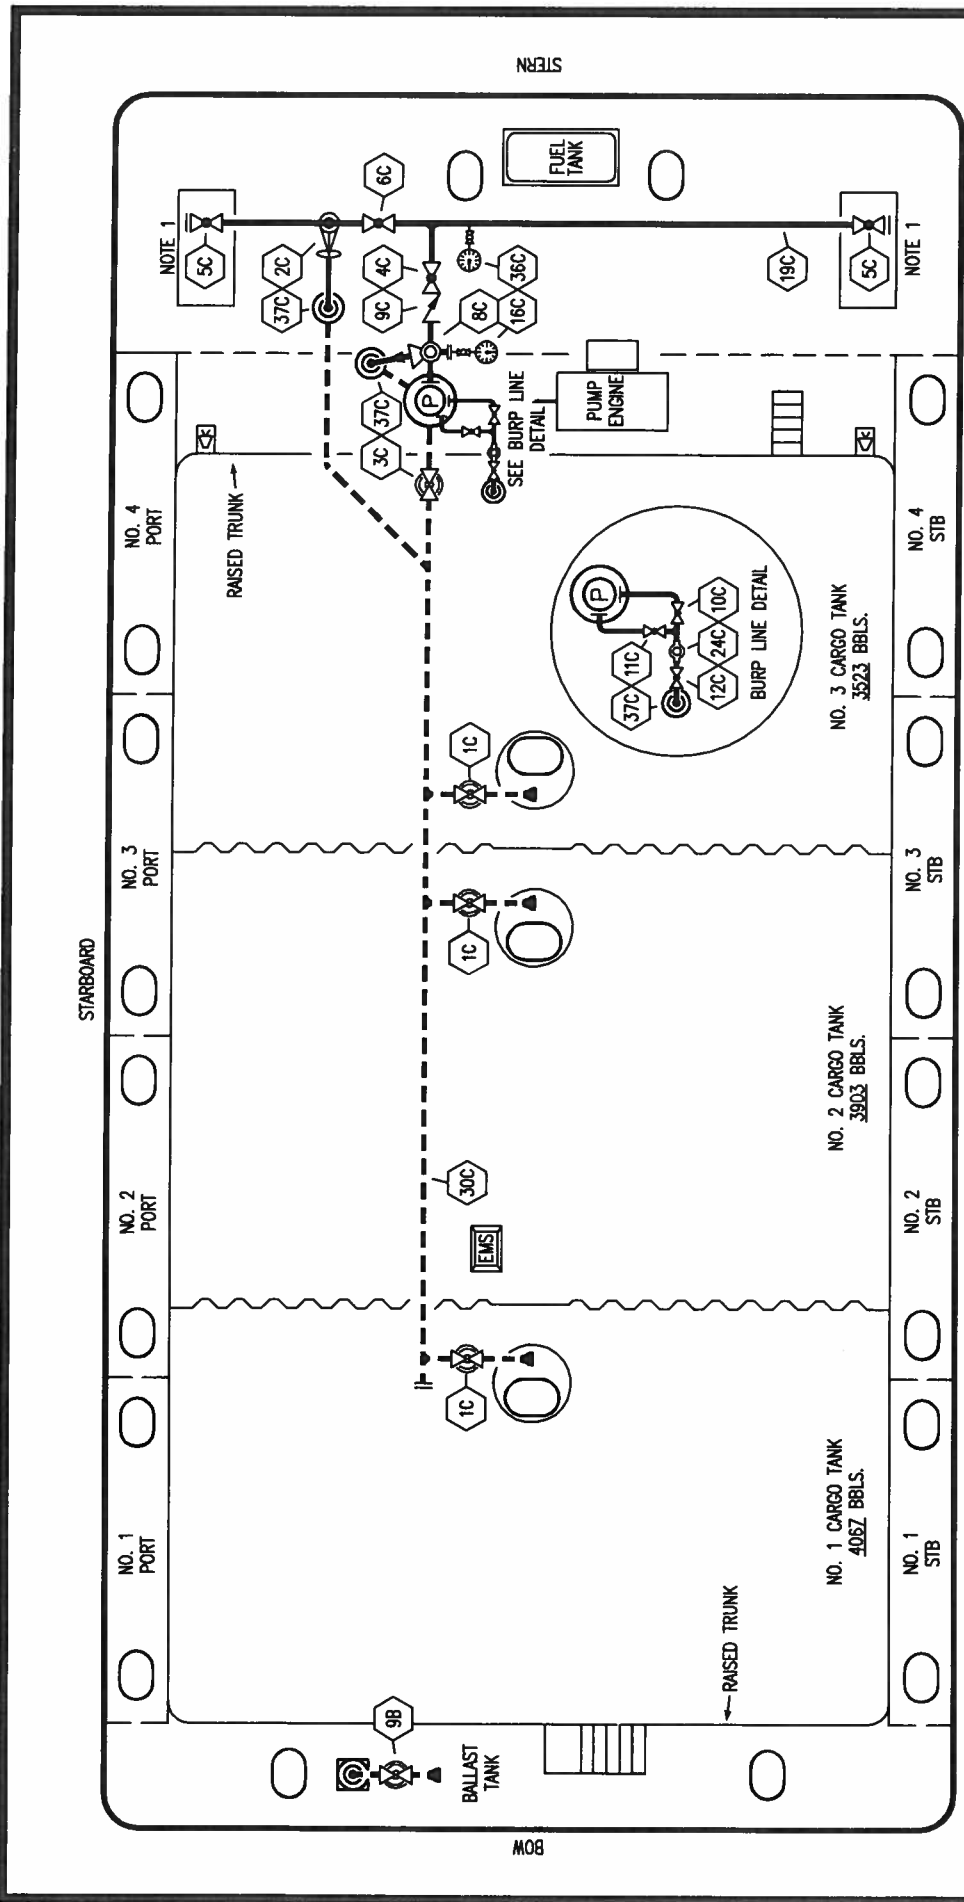 STARBOARD
NO. 1
PORT
NO. 2
PORT
NO. 3
PORT
NO. 4
PORT
NOTE 1
5C
RAISED TRUNK
37C
2C
BOW
STERN
9B
BALLAST
TANK
3C
37C
9C
4C
6C
P
8C
16C
36C
1C
30C
EMS
1C
1C
SEE BURP LINE
DETAIL
FUEL
TANK
PUMP
ENGINE
P
37C
11C
12C
24C
10C
BURP LINE DETAIL
RAISED TRUNK
19C
NO. 1 CARGO TANK
4067 BBLS.
NO. 2 CARGO TANK
3903 BBLS.
NO. 3 CARGO TANK
3523 BBLS.
5C
NOTE 1
NO. 1
STB
NO. 2
STB
NO. 3
STB
NO. 4
STB